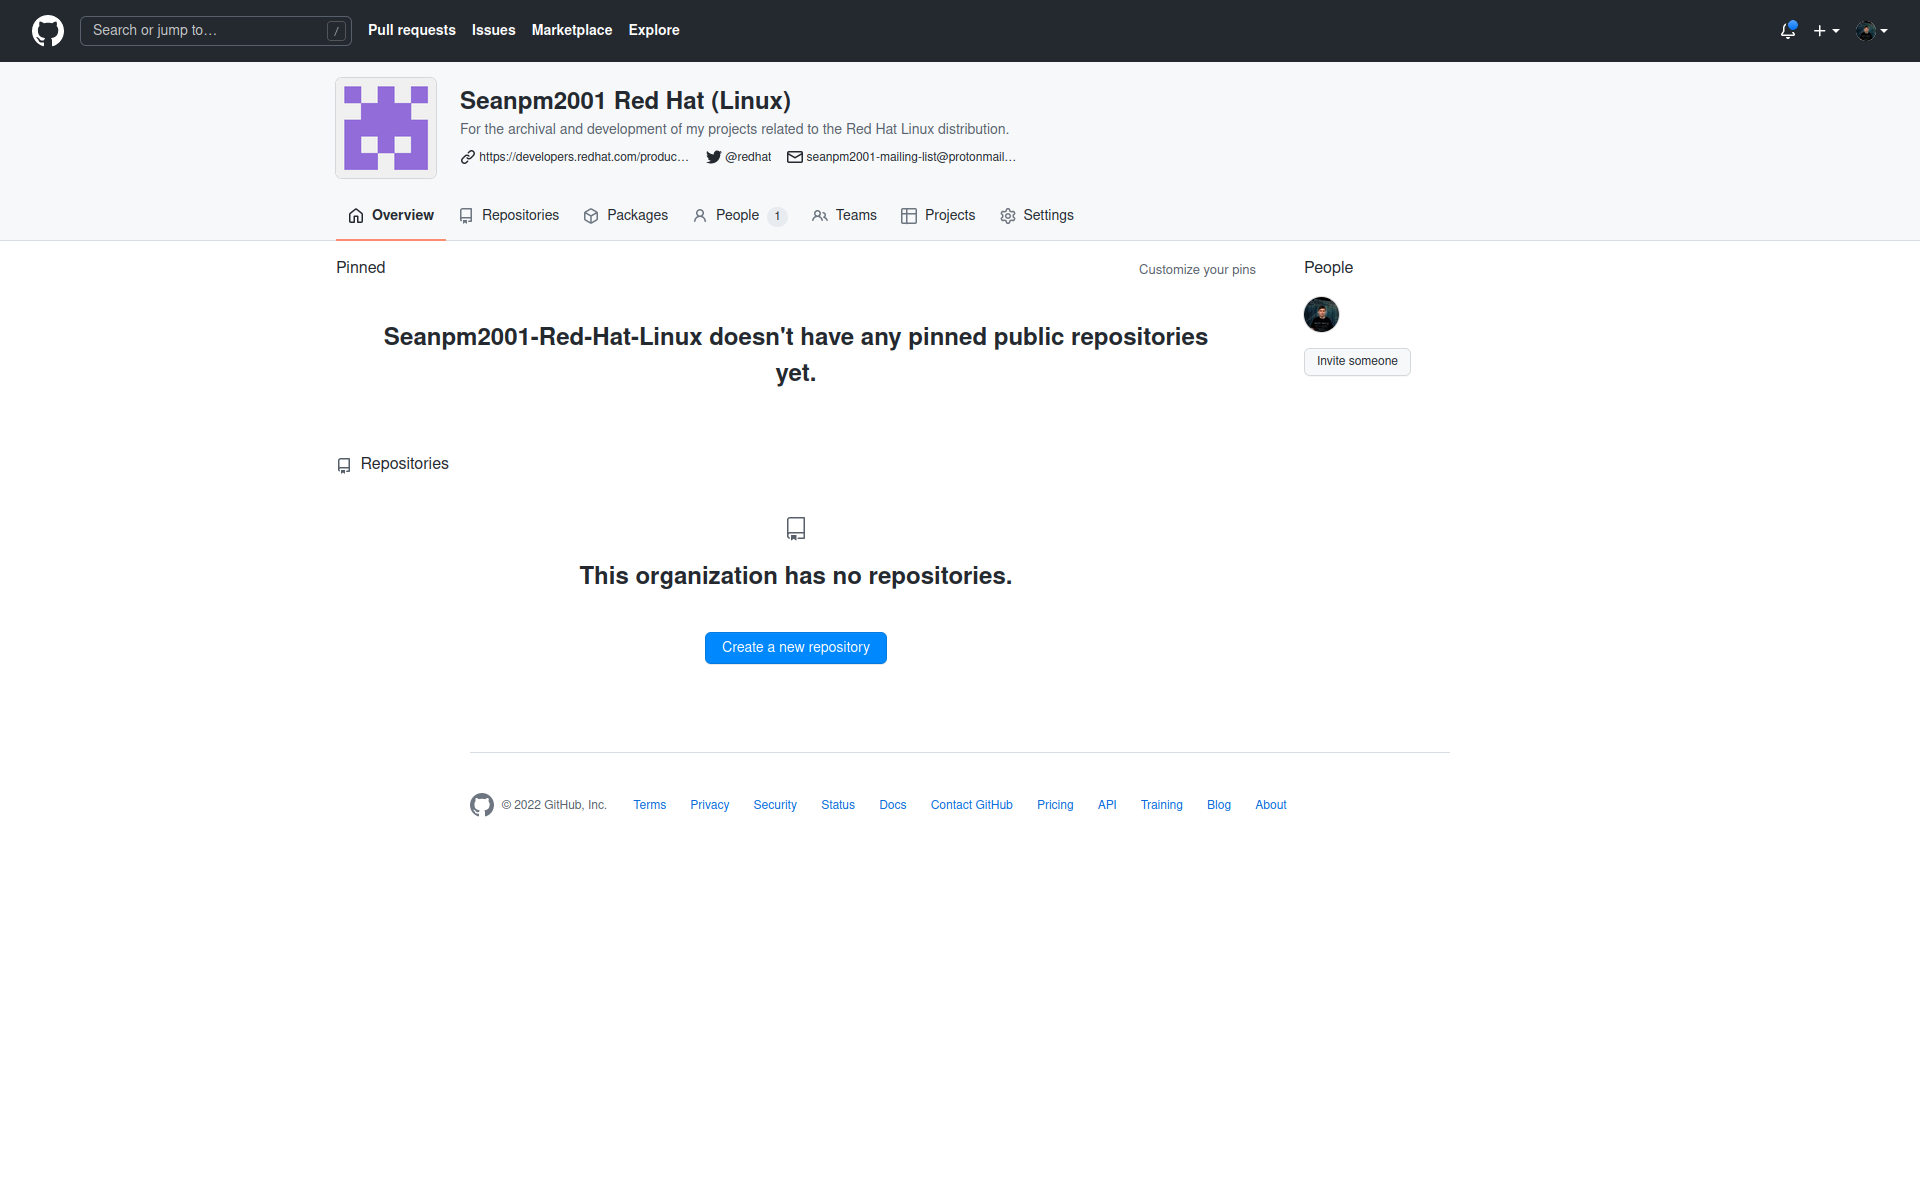 Search or jump to… /
Pull requests Issues Marketplace Explore
Seanpm2001 Red Hat (Linux)
For the archival and development of my projects related to the Red Hat Linux distribution.
https://developers.redhat.com/produc… @redhat seanpm2001-mailing-list@protonmail…
Overview Repositories Packages People 1 Teams Projects Settings
Pinned
Customize your pins
Seanpm2001-Red-Hat-Linux doesn't have any pinned public repositories
yet.
People
Invite someone
Repositories
This organization has no repositories.
Create a new repository
© 2022 GitHub, Inc. Terms Privacy Security Status Docs Contact GitHub Pricing API Training Blog About